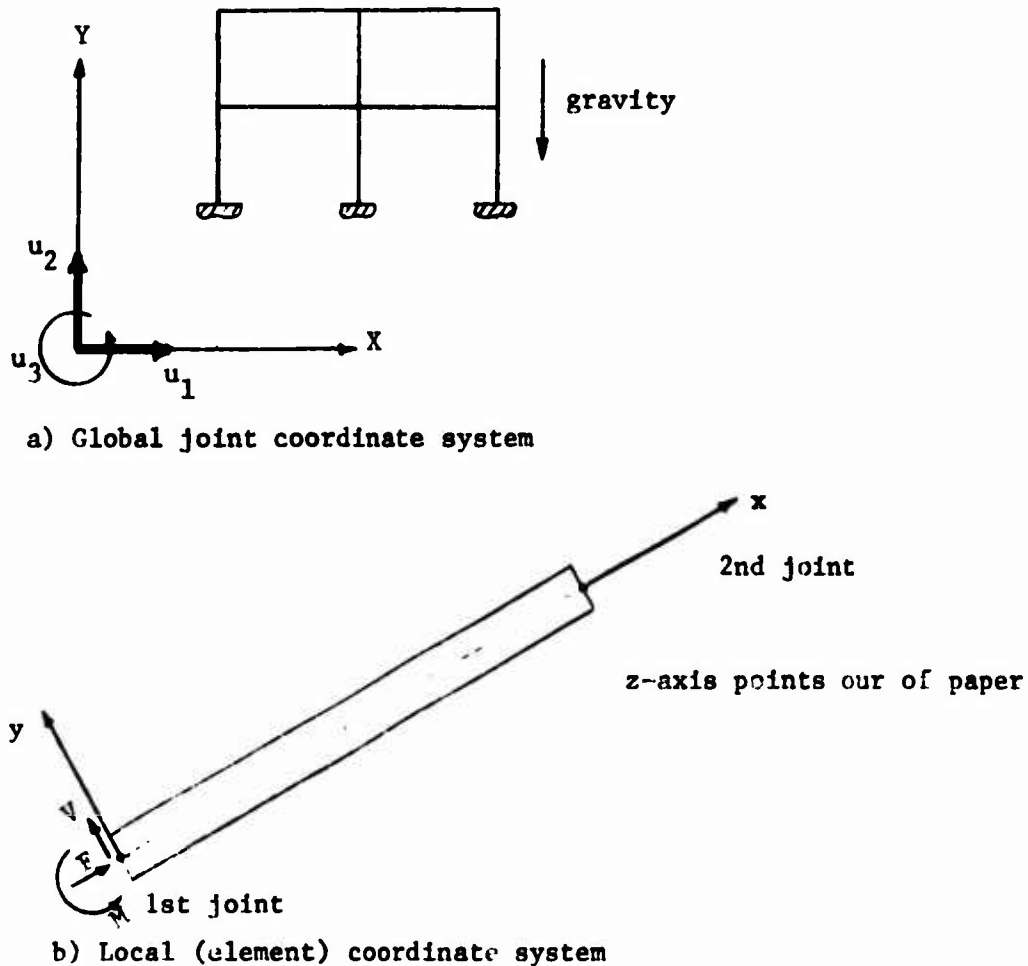 Y
gravity
u2
X
u3
u1
a) Global joint coordinate system
x
2nd joint
z-axis points our of paper
y
V
F
M
1st joint
b) Local (element) coordinate system